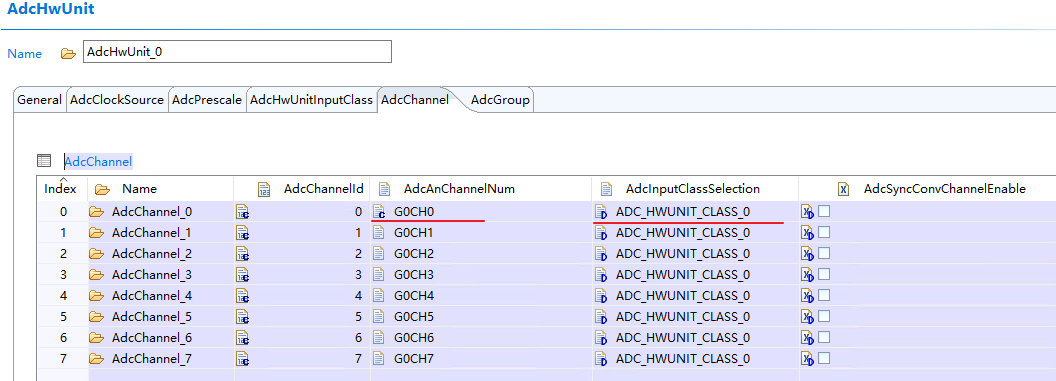 AdcHwUnit
Name AdcHwUnit_0
General AdcClockSource AdcPrescale AdcHwUnitInputClass AdcChannel AdcGroup
AdcChannel
Index Name AdcChannelId AdcAnChannelNum AdcInputClassSelection AdcSyncConvChannelEnable
0 AdcChannel_0 0 G0CH0 ADC_HWUNIT_CLASS_0
1 AdcChannel_1 1 G0CH1 ADC_HWUNIT_CLASS_0
2 AdcChannel_2 2 G0CH2 ADC_HWUNIT_CLASS_0
3 AdcChannel_3 3 G0CH3 ADC_HWUNIT_CLASS_0
4 AdcChannel_4 4 G0CH4 ADC_HWUNIT_CLASS_0
5 AdcChannel_5 5 G0CH5 ADC_HWUNIT_CLASS_0
6 AdcChannel_6 6 G0CH6 ADC_HWUNIT_CLASS_0
7 AdcChannel_7 7 G0CH7 ADC_HWUNIT_CLASS_0